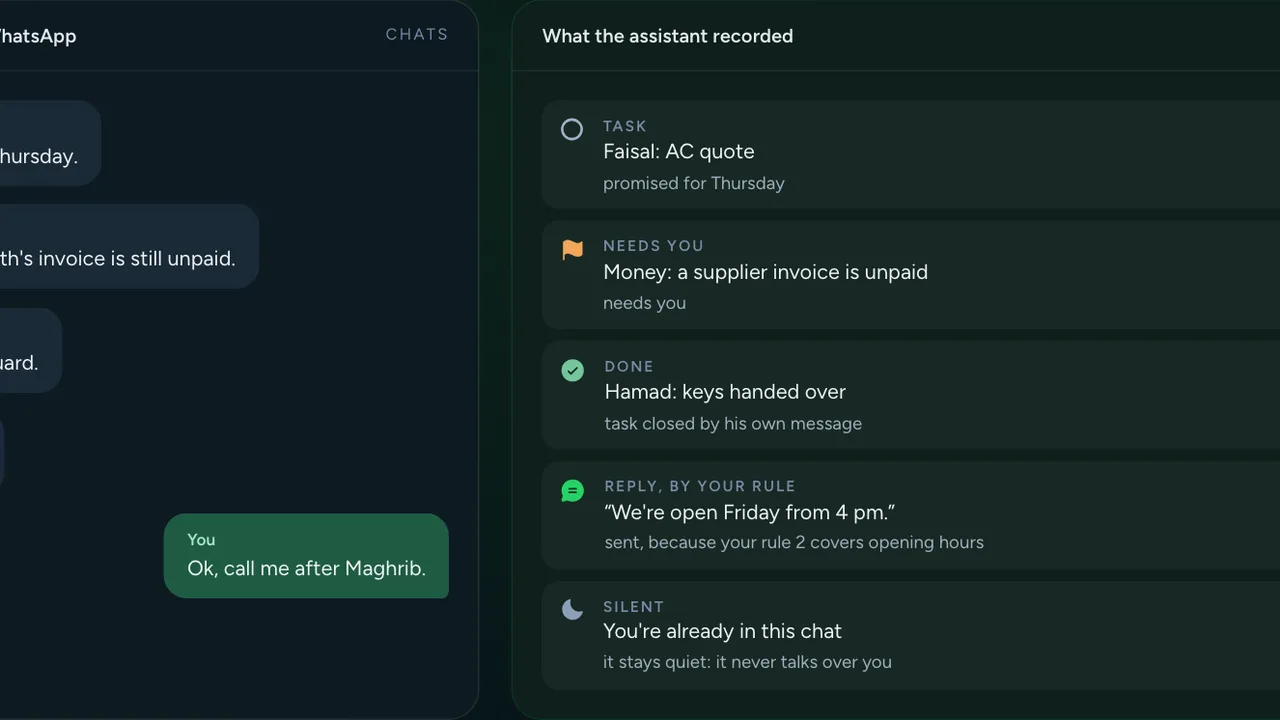 WhatsApp
CHATS
hursday.
th's invoice is still unpaid.
uard.
You
Ok, call me after Maghrib.
What the assistant recorded
TASK
Faisal: AC quote
promised for Thursday
NEEDS YOU
Money: a supplier invoice is unpaid
needs you
DONE
Hamad: keys handed over
task closed by his own message
REPLY, BY YOUR RULE
“We're open Friday from 4 pm.”
sent, because your rule 2 covers opening hours
SILENT
You're already in this chat
it stays quiet: it never talks over you